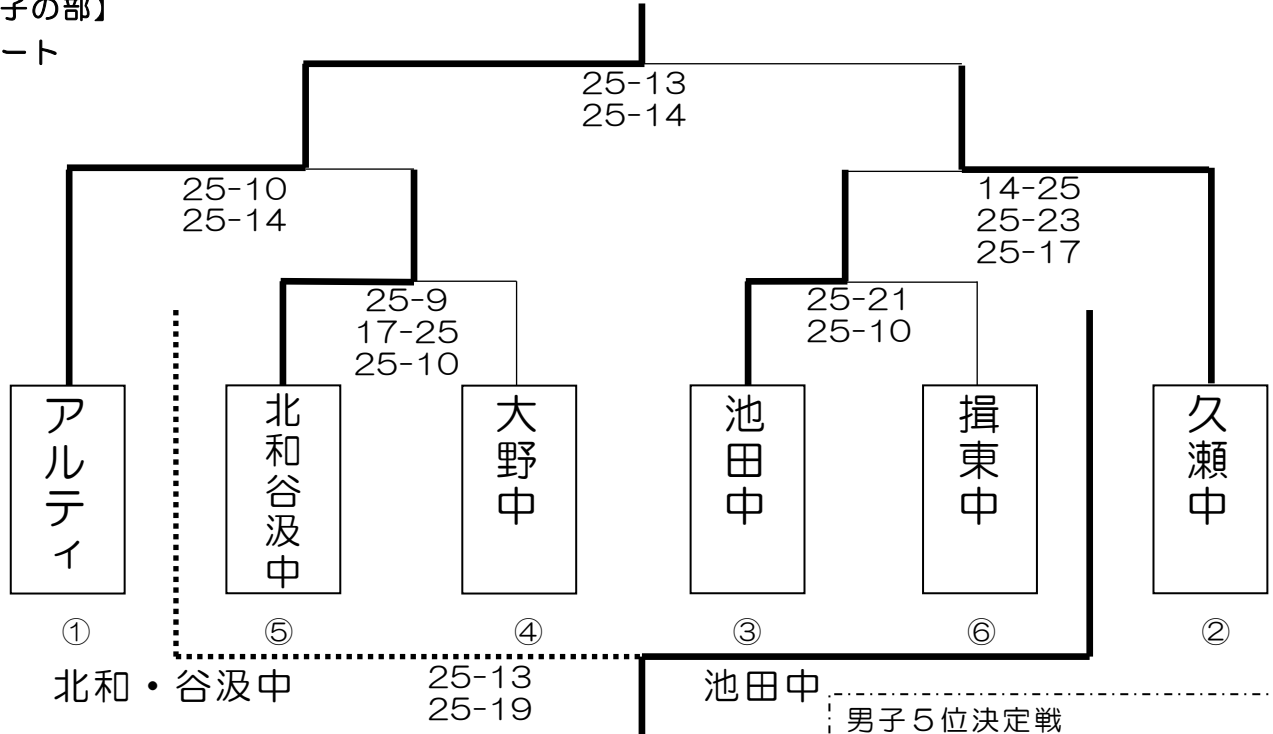 子の部】
ート
25-13
25-14
25-10
25-14
14-25
25-23
25-17
25-9
17-25
25-10
25-21
25-10
アルティ
北和谷汲中
大野中
池田中
揖東中
久瀬中
① ⑤ ④ ③ ⑥ ②
北和・谷汲中
25-13
25-19
池田中
男子５位決定戦